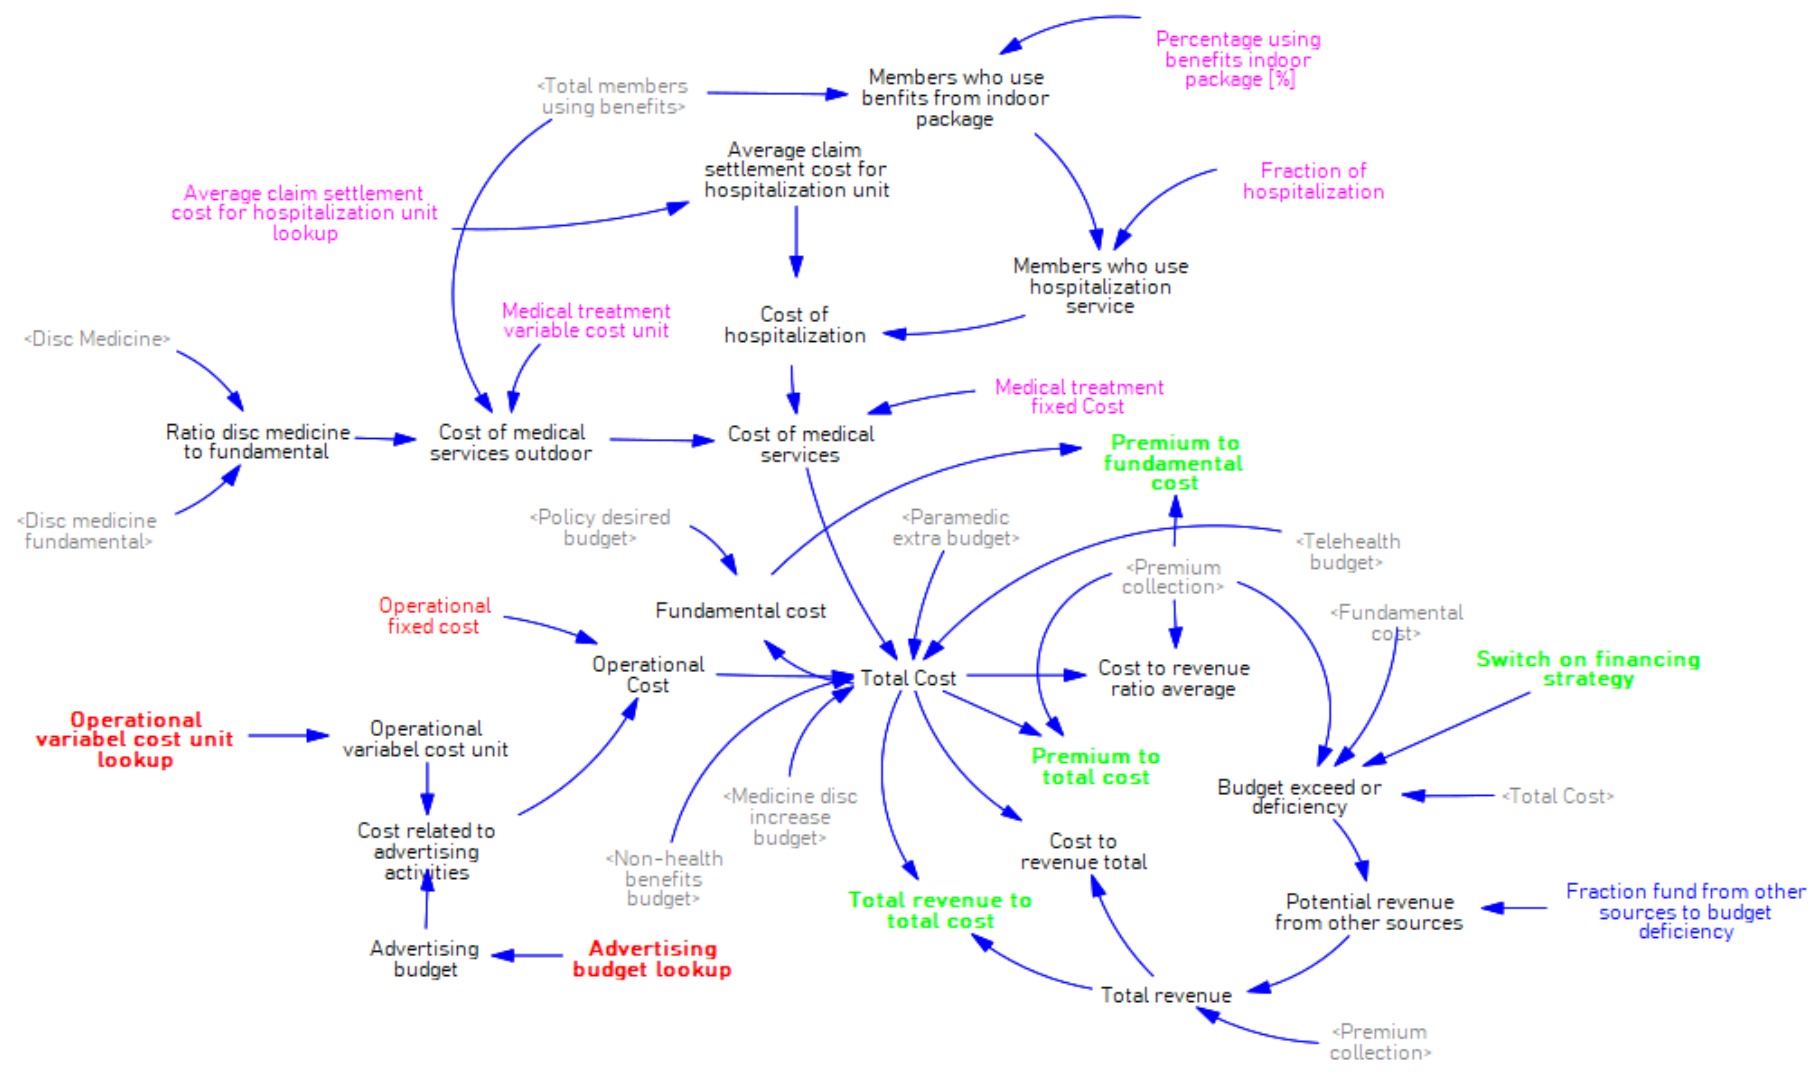 Percentage using
benefits indoor
package [%]
<Total members
using benefits>
Members who use
benfits from indoor
package
Average claim
settlement cost for
hospitalization unit
Average claim settlement
cost for hospitalization unit
lookup
Fraction of
hospitalization
Members who use
hospitalization
service
Medical treatment
variable cost unit
Cost of
hospitalization
<Disc Medicine>
Medical treatment
fixed Cost
Ratio disc medicine
to fundamental
Cost of medical
services outdoor
Cost of medical
services
Premium to
fundamental
cost
<Disc medicine
fundamental>
<Policy desired
budget>
<Paramedic
extra budget>
<Telehealth
budget>
<Premium
collection>
Operational
fixed cost
Fundamental cost
<Fundamental
cost>
Operational
Cost
Total Cost
Cost to revenue
ratio average
Switch on financing
strategy
Operational
variabel cost unit
lookup
Operational
variabel cost unit
Premium to
total cost
<Medicine disc
increase
budget>
Budget exceed or
deficiency
<Total Cost>
Cost related to
advertising
activities
<Non-health
benefits
budget>
Cost to
revenue total
Total revenue to
total cost
Potential revenue
from other sources
Fraction fund from other
sources to budget
deficiency
Advertising
budget
Advertising
budget lookup
Total revenue
<Premium
collection>